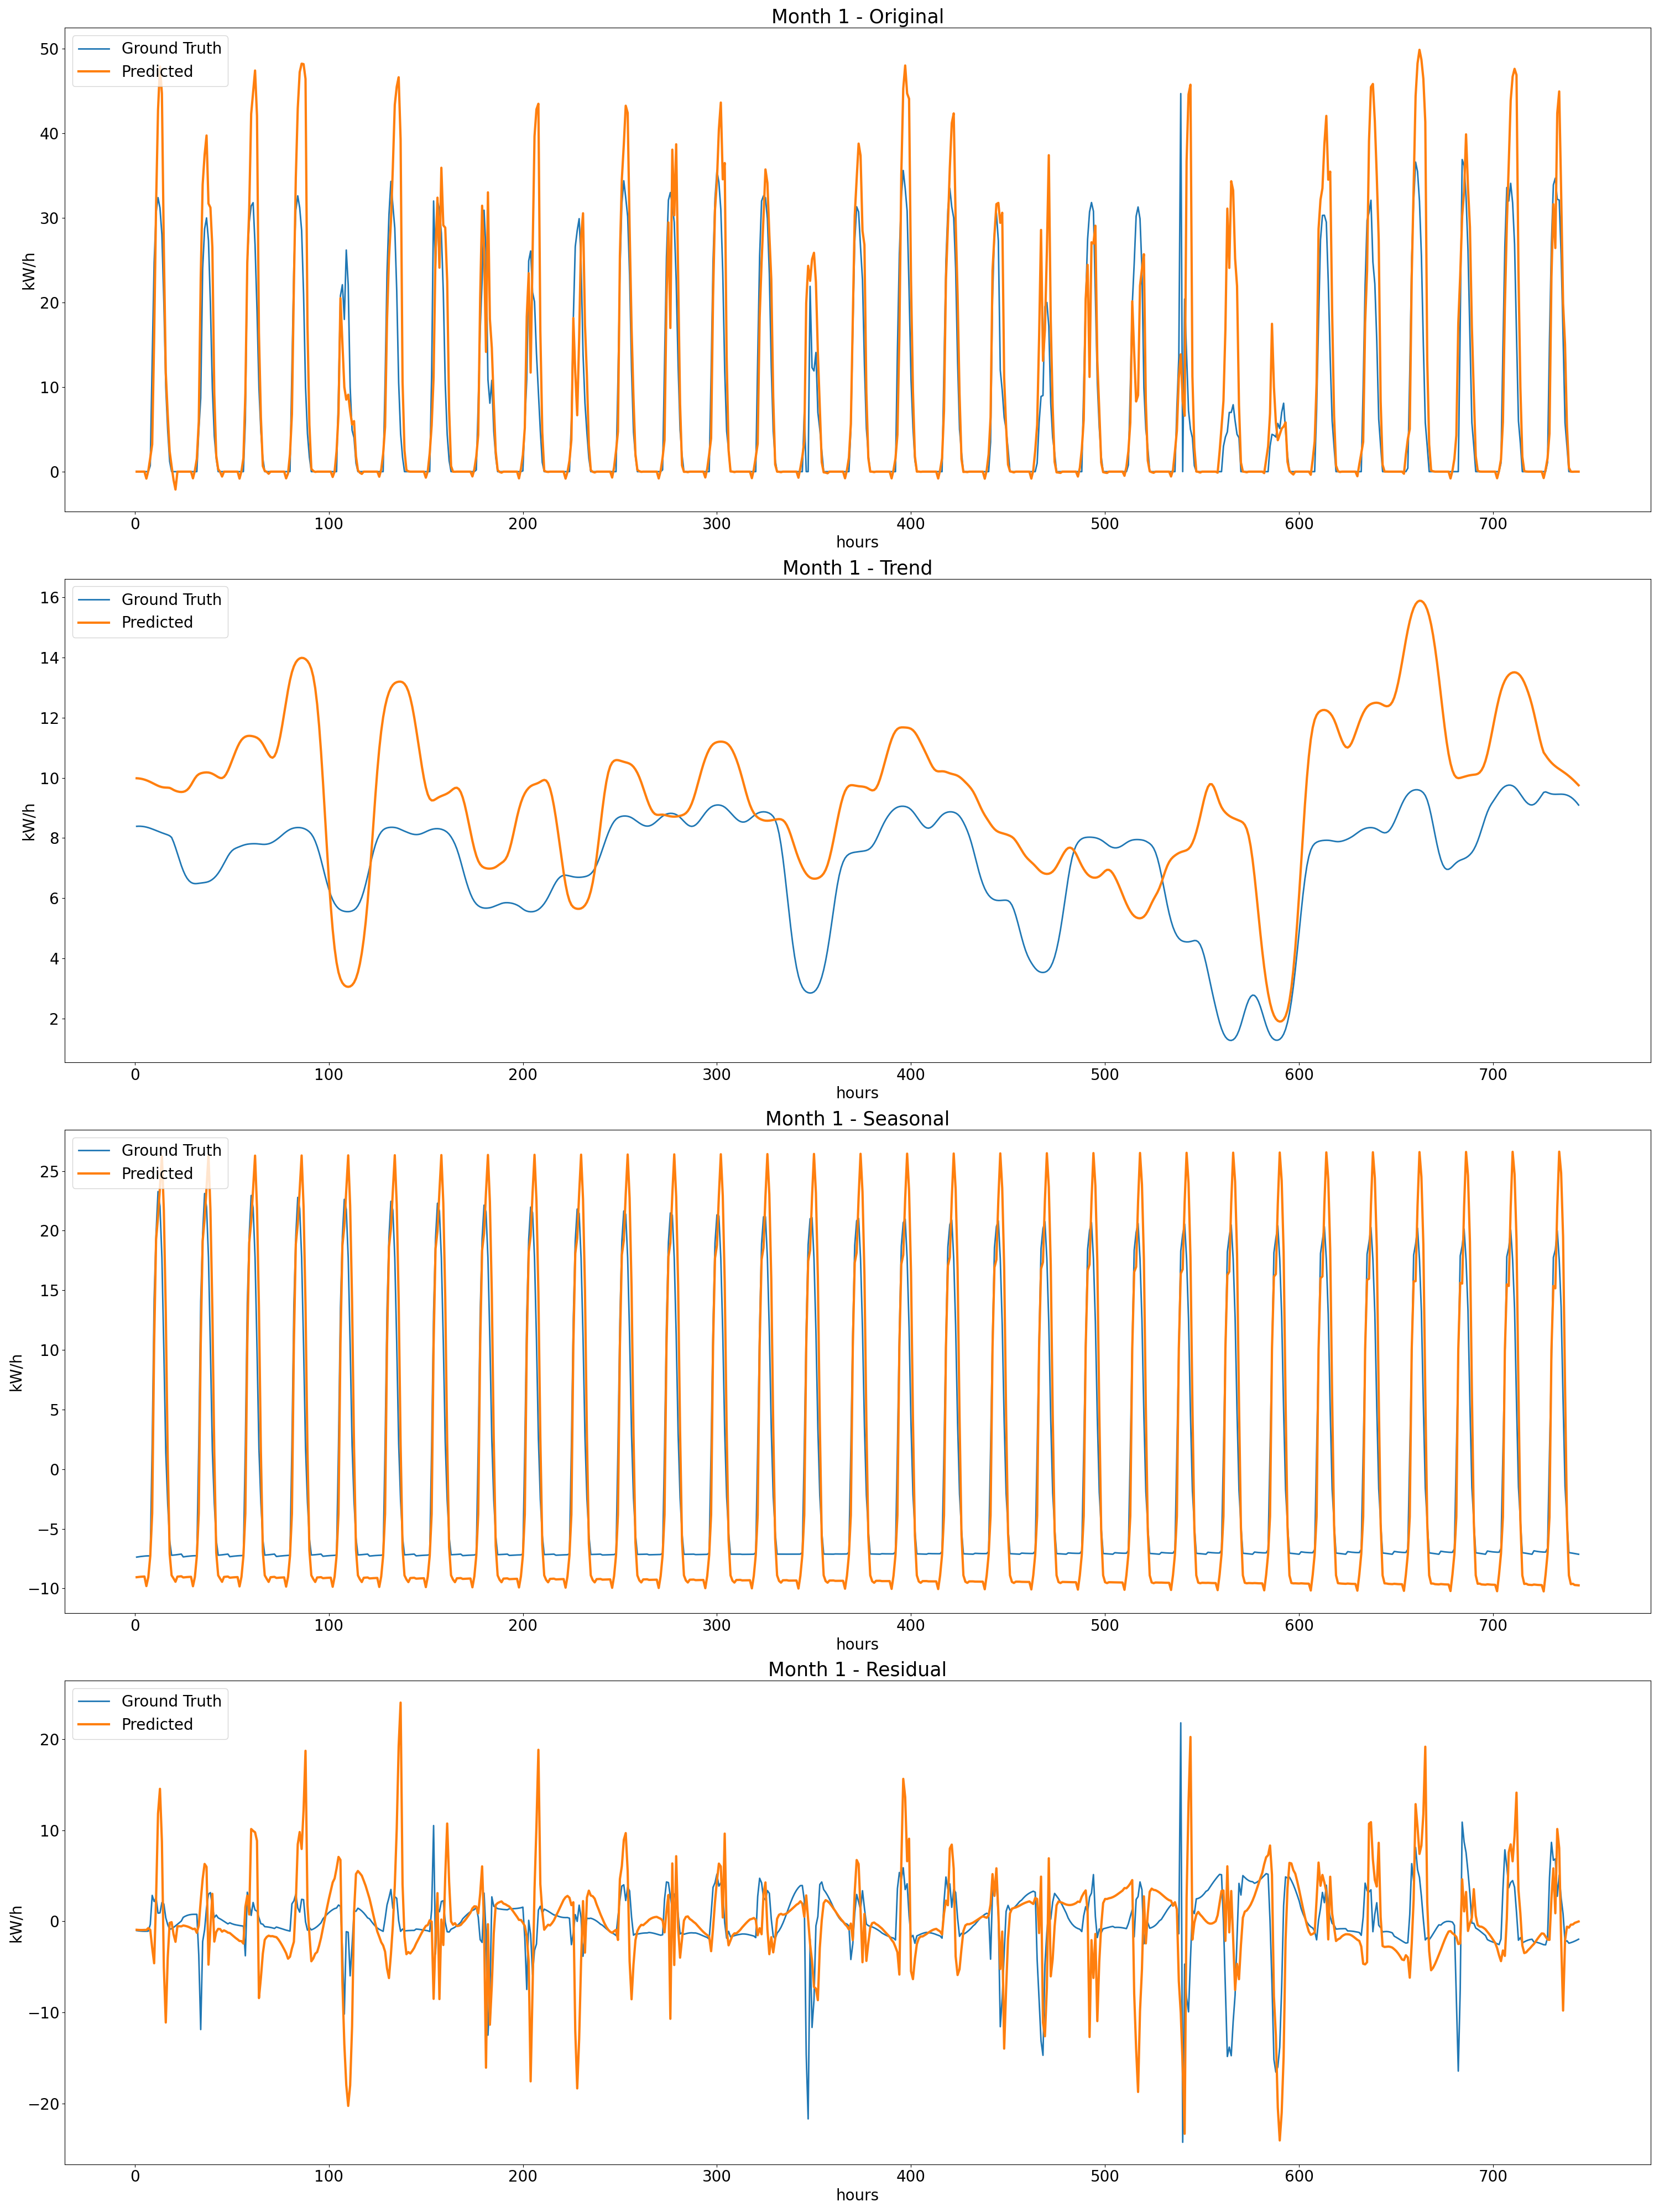 Month 1 - Original
Ground Truth
Predicted
kW/h
50
40
30
20
10
0
0 100 200 300 400 500 600 700
hours
Month 1 - Trend
Ground Truth
Predicted
kW/h
16
14
12
10
8
6
4
2
0 100 200 300 400 500 600 700
hours
Month 1 - Seasonal
Ground Truth
Predicted
kW/h
25
20
15
10
5
0
−5
−10
0 100 200 300 400 500 600 700
hours
Month 1 - Residual
Ground Truth
Predicted
kW/h
20
10
0
−10
−20
0 100 200 300 400 500 600 700
hours